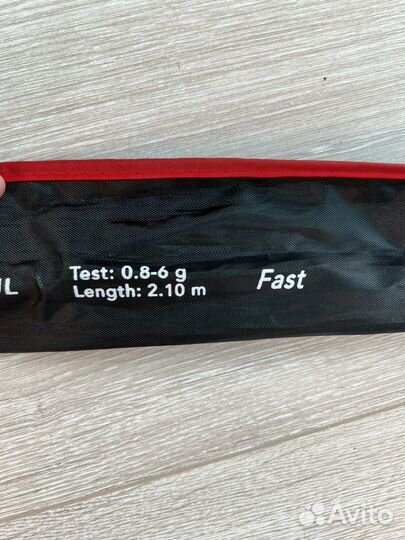 Test: 0.8-6 g
Length: 2.10 m
Fast
Avito